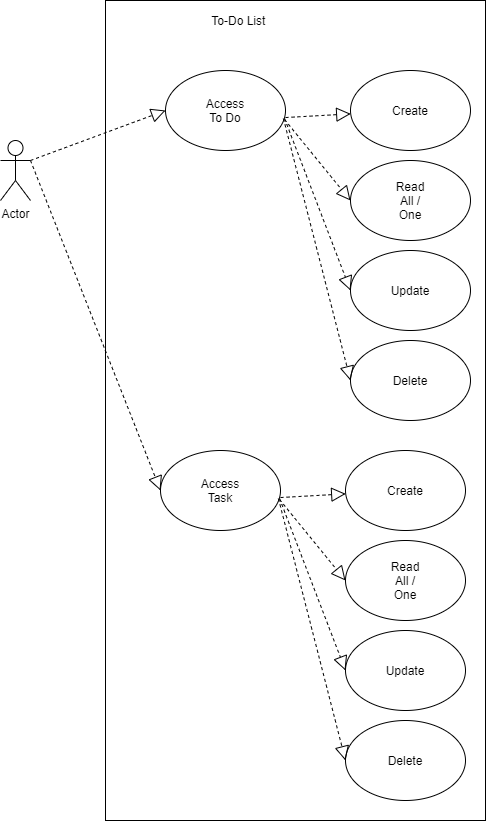 To-Do List
Access
To Do
Create
Read
All /
One
Update
Delete
Actor
Access
Task
Create
Read
All /
One
Update
Delete